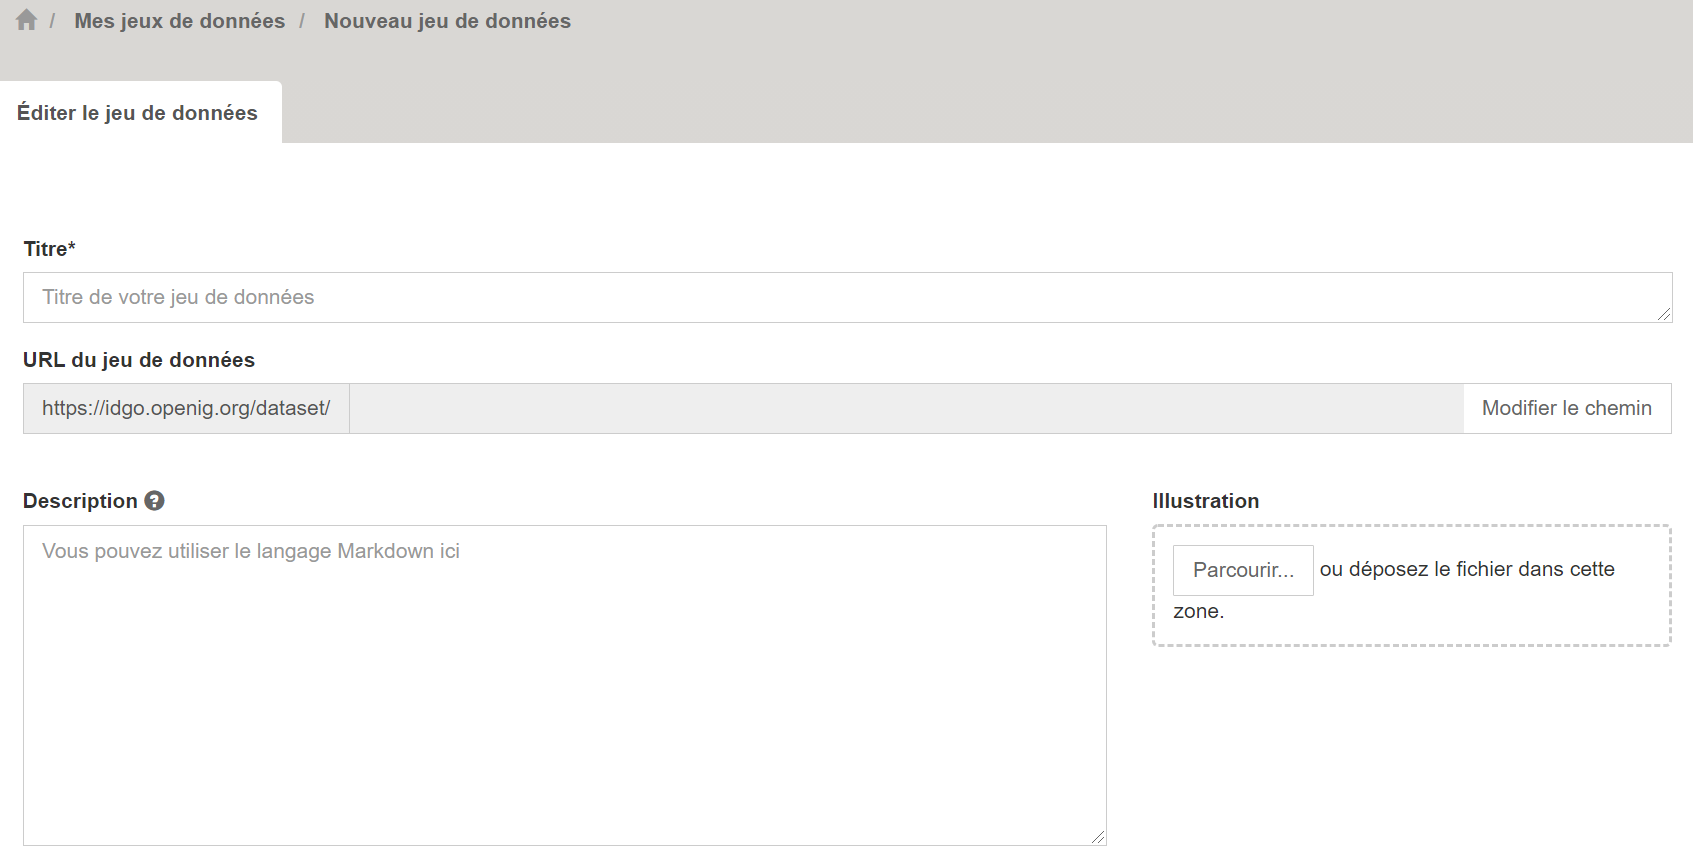 / Mes jeux de données / Nouveau jeu de données
Éditer le jeu de données
Titre*
Titre de votre jeu de données
URL du jeu de données
https://idgo.openig.org/dataset/ Modifier le chemin
Description ?
Illustration
Vous pouvez utiliser le langage Markdown ici
Parcourir... ou déposez le fichier dans cette
zone.